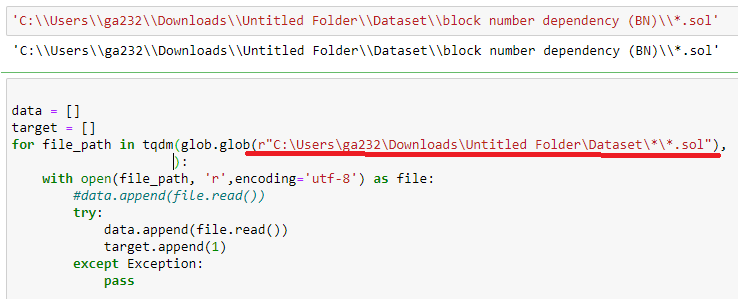 'C:\\Users\\ga232\\Downloads\\Untitled Folder\\Dataset\\block number dependency (BN)\\*.sol'
'C:\\Users\\ga232\\Downloads\\Untitled Folder\\Dataset\\block number dependency (BN)\\*.sol'
data = []
target = []
for file_path in tqdm(glob.glob(r"C:\Users\ga232\Downloads\Untitled Folder\Dataset\*\*.sol"),
                     ):
    with open(file_path, 'r',encoding='utf-8') as file:
        #data.append(file.read())
        try:
            data.append(file.read())
            target.append(1)
        except Exception:
            pass